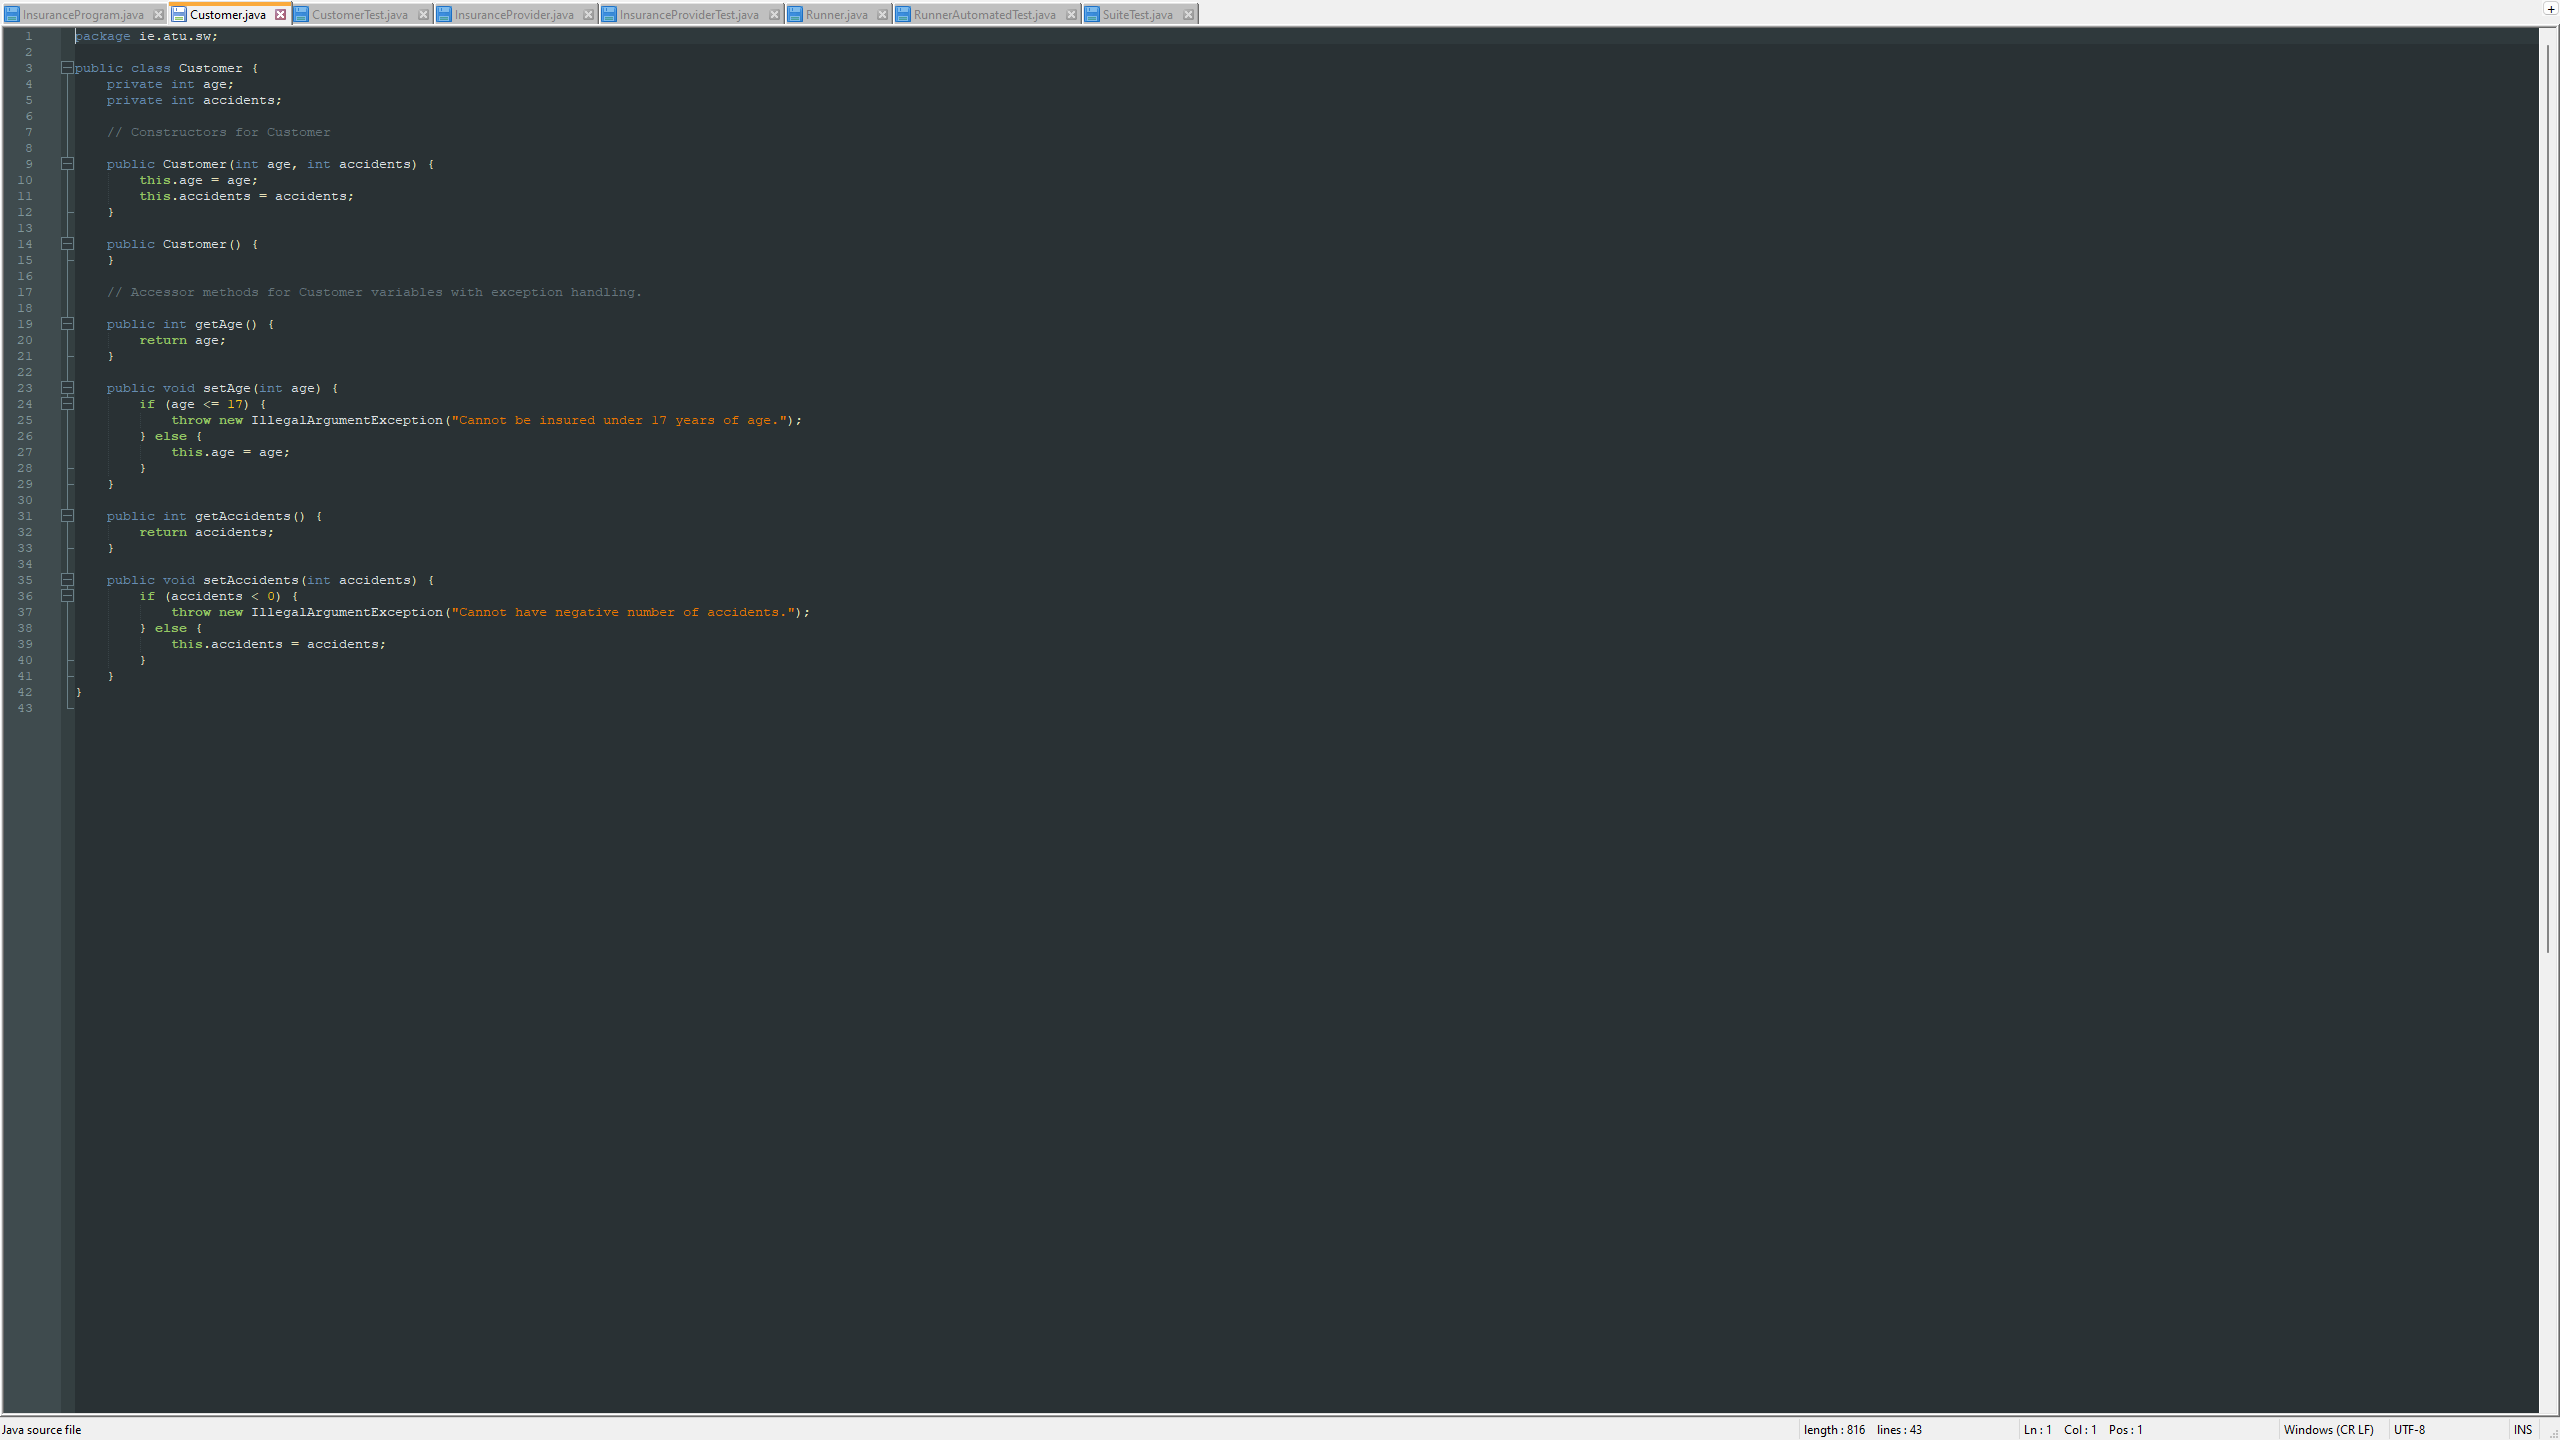 InsuranceProgram.java Customer.java CustomerTest.java InsuranceProvider.java InsuranceProviderTest.java Runner.java RunnerAutomatedTest.java SuiteTest.java +
1 package ie.atu.sw;
2
3 public class Customer {
4 private int age;
5 private int accidents;
6
7 // Constructors for Customer
8
9 public Customer(int age, int accidents) {
10 this.age = age;
11 this.accidents = accidents;
12 }
13
14 public Customer() {
15 }
16
17 // Accessor methods for Customer variables with exception handling.
18
19 public int getAge() {
20 return age;
21 }
22
23 public void setAge(int age) {
24 if (age <= 17) {
25 throw new IllegalArgumentException("Cannot be insured under 17 years of age.");
26 } else {
27 this.age = age;
28 }
29 }
30
31 public int getAccidents() {
32 return accidents;
33 }
34
35 public void setAccidents(int accidents) {
36 if (accidents < 0) {
37 throw new IllegalArgumentException("Cannot have negative number of accidents.");
38 } else {
39 this.accidents = accidents;
40 }
41 }
42 }
43
Java source file length : 816 lines : 43 Ln : 1 Col : 1 Pos : 1 Windows (CR LF) UTF-8 INS